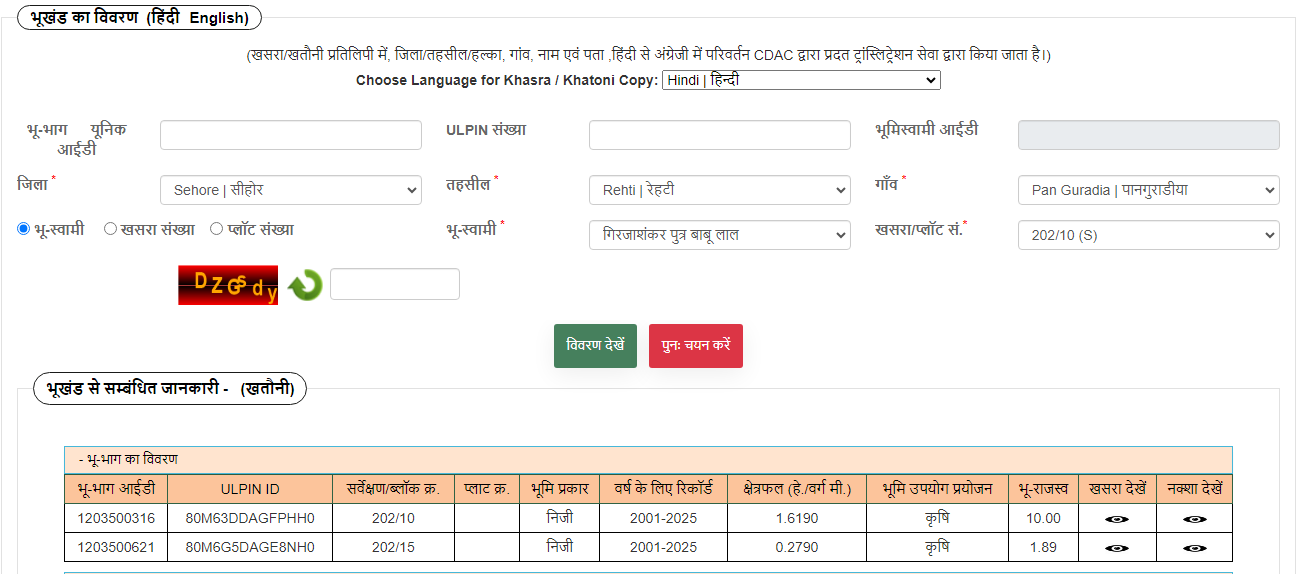 भूखंड का विवरण (हिंदी English)
(खसरा/खतौनी प्रतिलिपी में, जिला/तहसील/हल्का, गांव, नाम एवं पता ,हिंदी से अंग्रेजी में परिवर्तन CDAC द्वारा प्रदत ट्रांस्लिट्रेशन सेवा द्वारा किया जाता है।)
Choose Language for Khasra / Khatoni Copy: Hindi | हिन्दी
भू-भाग यूनिक आईडी
ULPIN संख्या
भूमिस्वामी आईडी
जिला * Sehore | सीहोर
तहसील * Rehti | रेहटी
गाँव * Pan Guradia | पानगुराडीया
भू-स्वामी खसरा संख्या प्लॉट संख्या
भू-स्वामी * गिरजाशंकर पुत्र बाबू लाल
खसरा/प्लॉट सं.* 202/10 (S)
DZGSdy
विवरण देखें पुनः चयन करें
भूखंड से सम्बंधित जानकारी - (खतौनी)
- भू-भाग का विवरण
भू-भाग आईडी ULPIN ID सर्वेक्षण/ब्लॉक क्र. प्लाट क्र. भूमि प्रकार वर्ष के लिए रिकॉर्ड क्षेत्रफल (हे./वर्ग मी.) भूमि उपयोग प्रयोजन भू-राजस्व खसरा देखें नक्शा देखें
1203500316 80M63DDAGFPHH0 202/10 निजी 2001-2025 1.6190 कृषि 10.00
1203500621 80M6G5DAGE8NH0 202/15 निजी 2001-2025 0.2790 कृषि 1.89